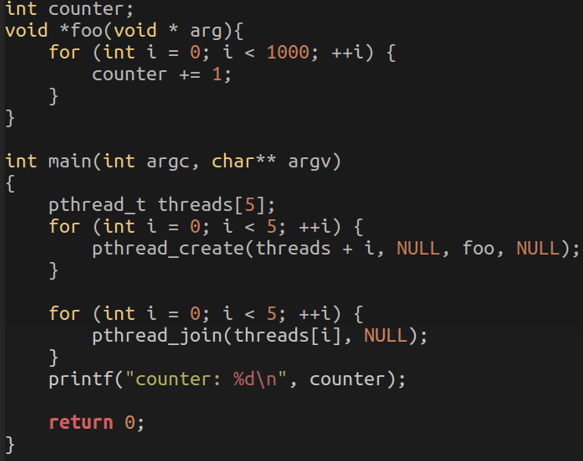 int counter;
void *foo(void * arg){
    for (int i = 0; i < 1000; ++i) {
        counter += 1;
    }
}

int main(int argc, char** argv)
{
    pthread_t threads[5];
    for (int i = 0; i < 5; ++i) {
        pthread_create(threads + i, NULL, foo, NULL);
    }

    for (int i = 0; i < 5; ++i) {
        pthread_join(threads[i], NULL);
    }
    printf("counter: %d\n", counter);

    return 0;
}